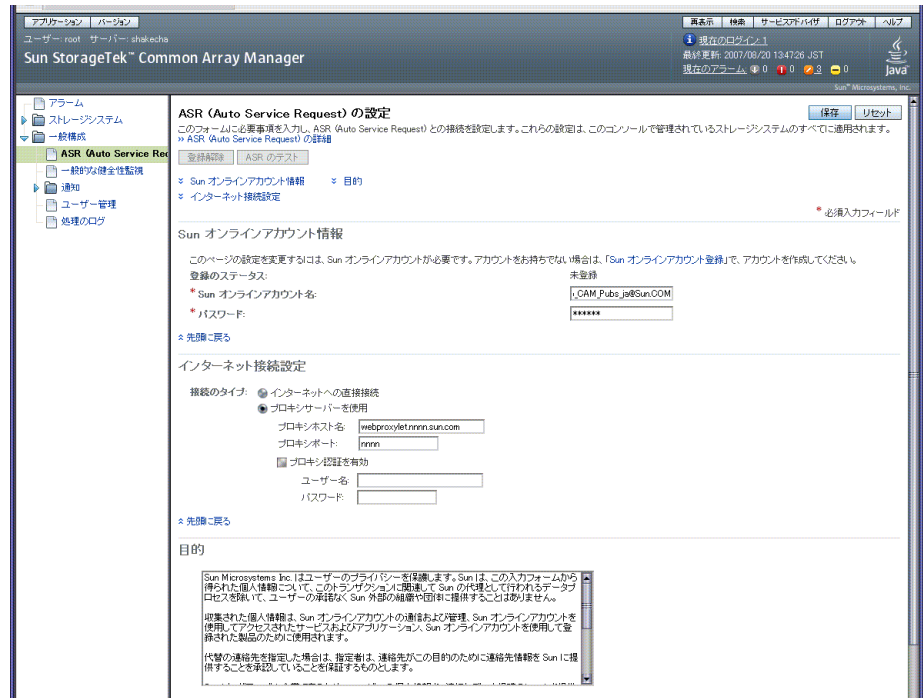 アプリケーション バージョン 再表示 検索 サービスアドバイザ ログアウト ヘルプ
ユーザー: root サーバー: shakecha
Sun StorageTek™ Common Array Manager
現在のログイン: 1
最終更新: 2007/08/20 13:47:26 JST
現在のアラーム: 0 0 3 0
Java™
Sun™ Microsystems, Inc.
アラーム
ストレージシステム
一般構成
ASR (Auto Service Rec
一般的な健全性監視
通知
ユーザー管理
処理のログ
ASR (Auto Service Request) の設定
保存 リセット
このフォームに必要事項を入力し、ASR (Auto Service Request) との接続を設定します。これらの設定は、このコンソールで管理されているストレージシステムのすべてに適用されます。
» ASR (Auto Service Request) の詳細
登録解除 ASR のテスト
Sun オンラインアカウント情報 目的
インターネット接続設定
* 必須入力フィールド
Sun オンラインアカウント情報
このページの設定を変更するには、Sun オンラインアカウントが必要です。アカウントをお持ちでない場合は、「Sun オンラインアカウント登録」で、アカウントを作成してください。
登録のステータス: 未登録
* Sun オンラインアカウント名: _CAM_Pubs_ja@Sun.COM
* パスワード: ******
先頭に戻る
インターネット接続設定
接続のタイプ: インターネットへの直接接続
プロキシサーバーを使用
プロキシホスト名: webproxylet.nnnn.sun.com
プロキシポート: nnnn
プロキシ認証を有効
ユーザー名:
パスワード:
先頭に戻る
目的
Sun Microsystems Inc. はユーザーのプライバシーを保護します。Sun は、この入力フォームから
得られた個人情報について、このトランザクションに関連して Sun の代理として行われるデータプ
ロセスを除いて、ユーザーの承諾なく Sun 外部の組織や団体に提供することはありません。
収集された個人情報は、Sun オンラインアカウントの通信および管理、Sun オンラインアカウントを
使用してアクセスされたサービスおよびアプリケーション、Sun オンラインアカウントを使用して登
録された製品のために使用されます。
代替の連絡先を指定した場合は、指定者は、連絡先がこの目的のために連絡先情報を Sun に提
供することを承認していることを保証するものとします。